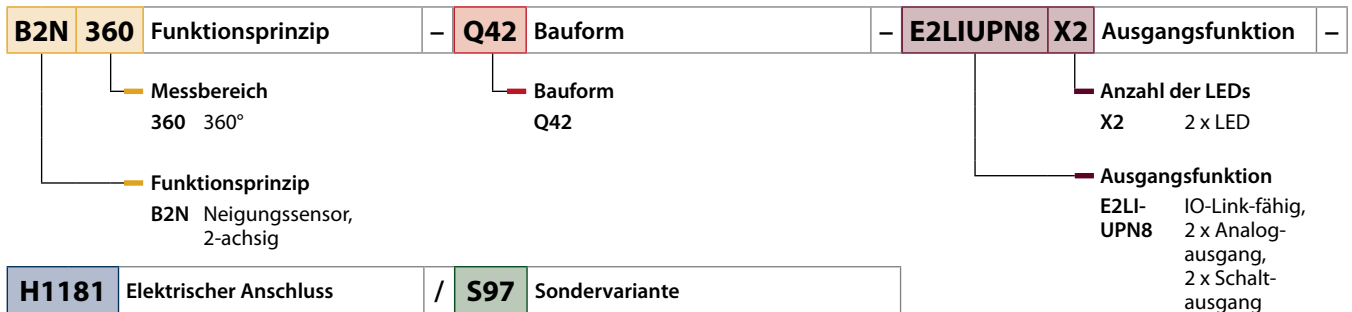 B2N 360 Funktionsprinzip – Q42 Bauform – E2LIUPN8 X2 Ausgangsfunktion –
Messbereich
360 360°
Bauform
Q42
Anzahl der LEDs
X2 2 x LED
Funktionsprinzip
B2N Neigungssensor,
2-achsig
Ausgangsfunktion
E2LI- IO-Link-fähig,
UPN8 2 x Analog-
ausgang,
2 x Schalt-
ausgang
H1181 Elektrischer Anschluss / S97 Sondervariante